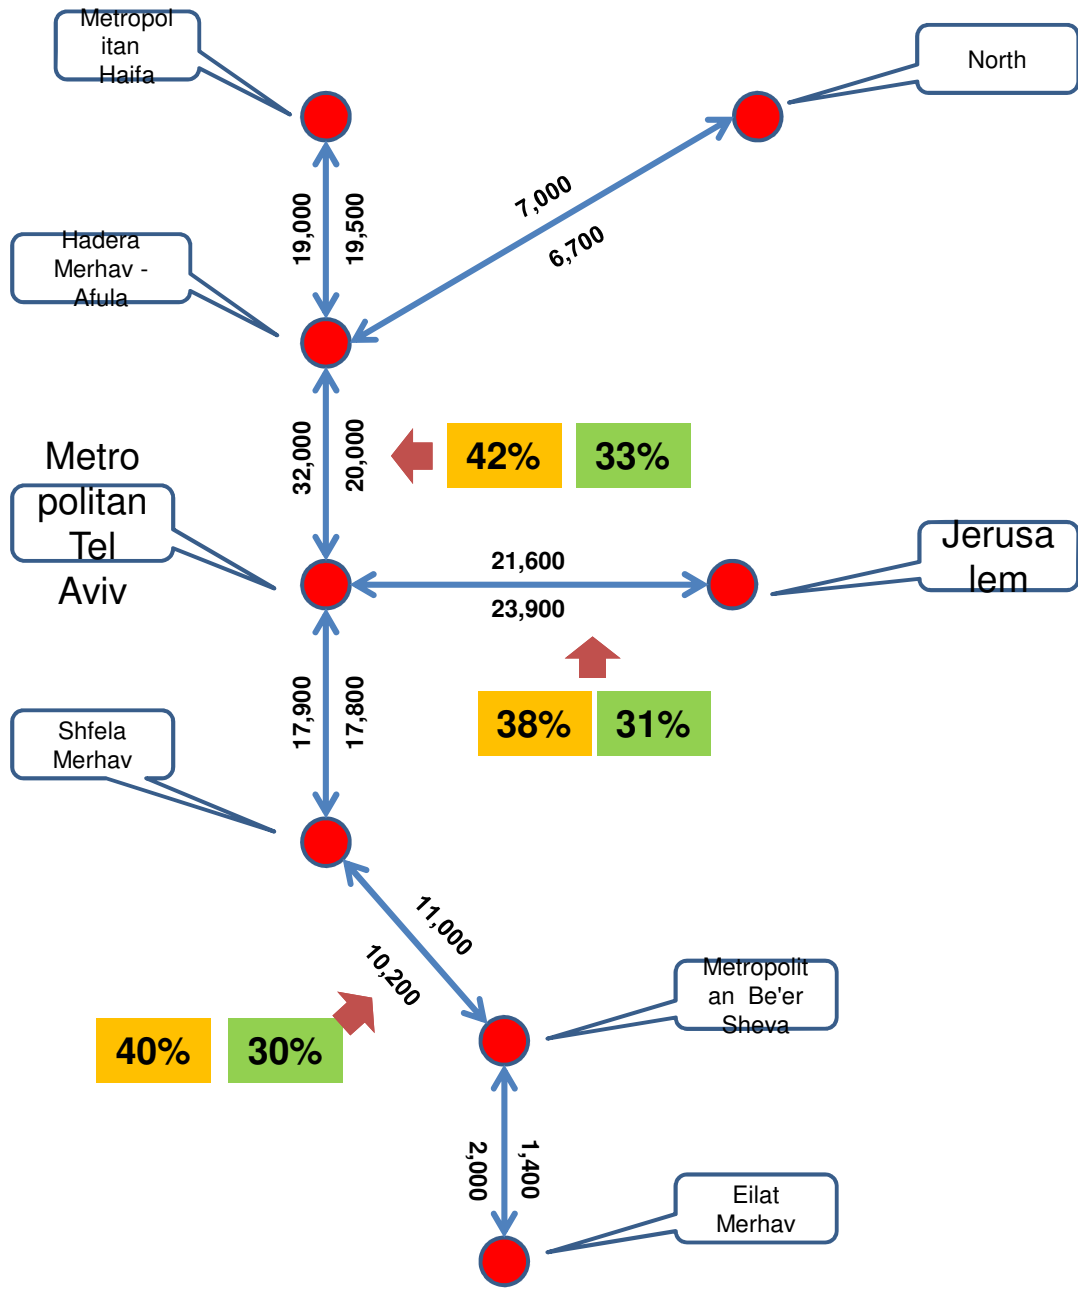 Metropol
itan
Haifa
North
19,000
19,500
7,000
6,700
Hadera
Merhav -
Afula
32,000
20,000
42%
33%
Metro
politan
Tel
Aviv
21,600
23,900
Jerusa
lem
38%
31%
17,900
17,800
Shfela
Merhav
11,000
10,200
40%
30%
Metropolit
an Be'er
Sheva
2,000
1,400
Eilat
Merhav